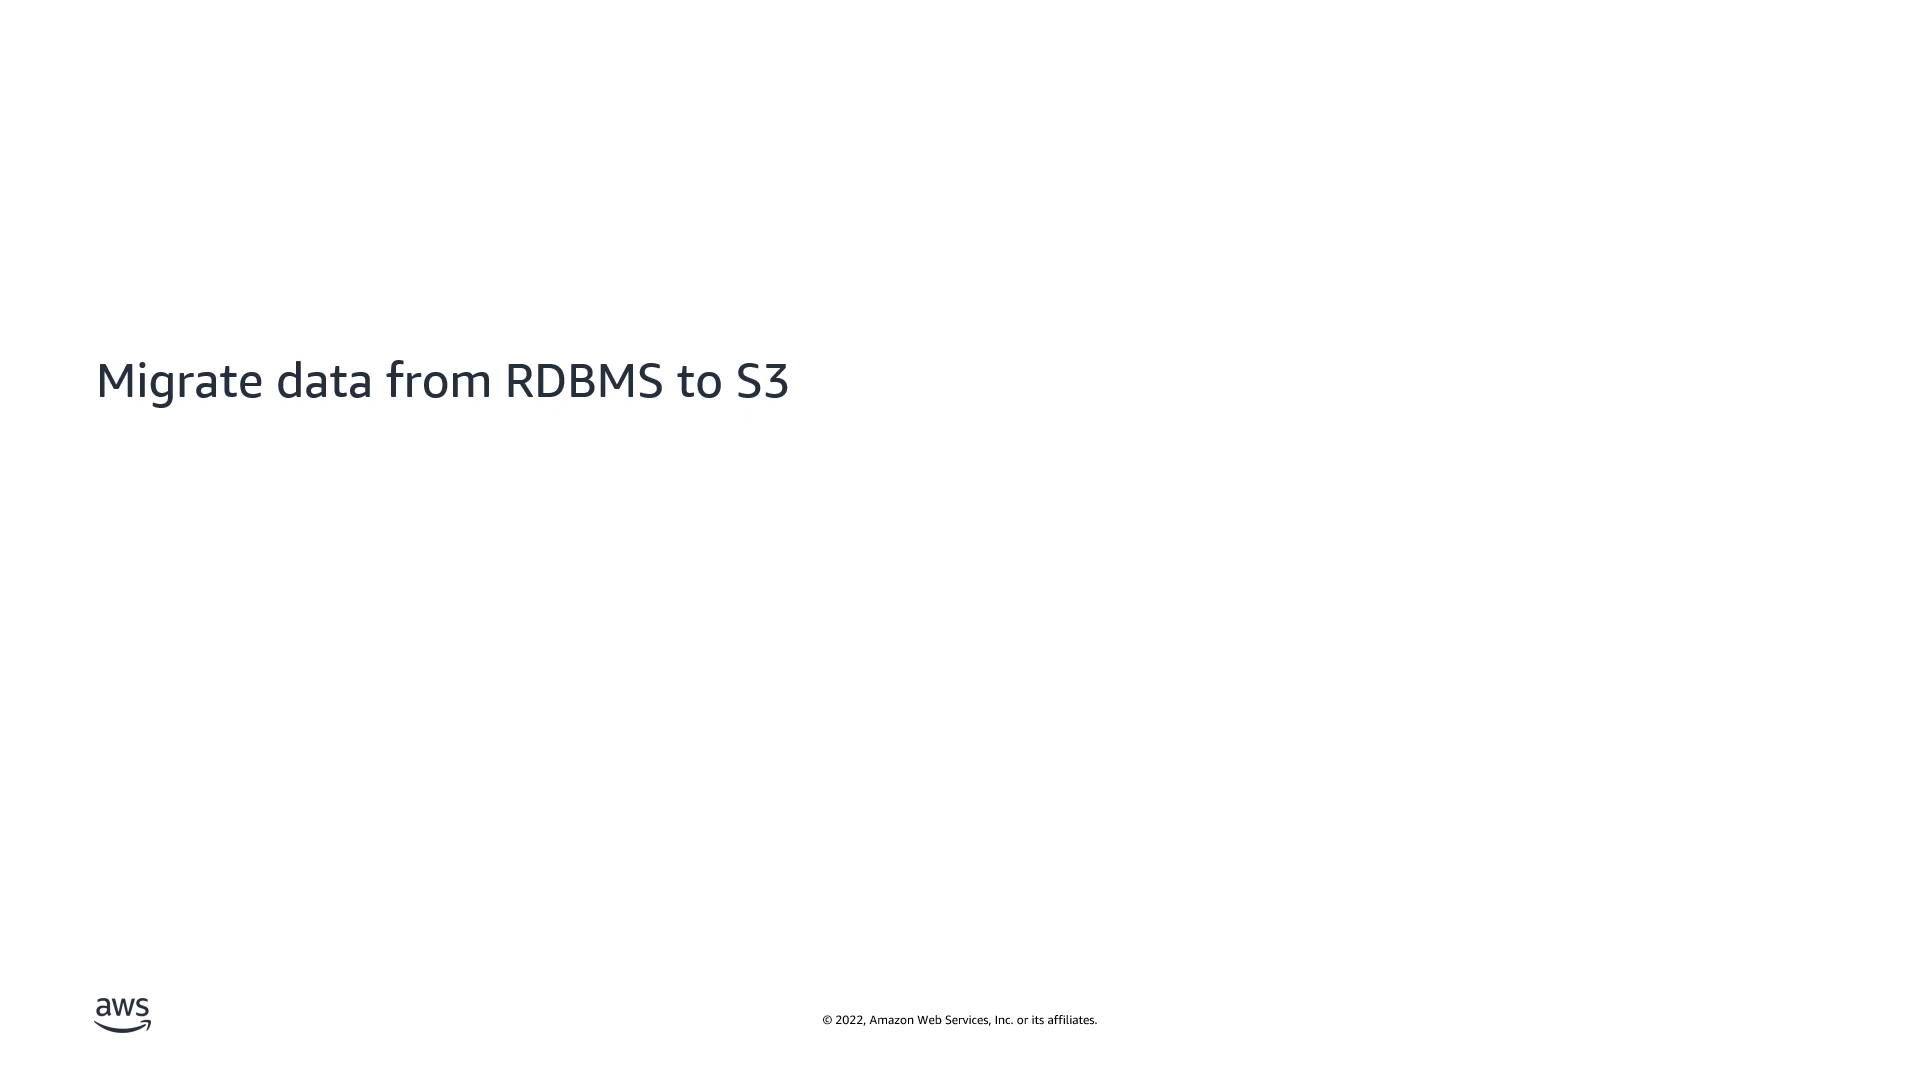 Migrate data from RDBMS to S3
aws
© 2022, Amazon Web Services, Inc. or its affiliates.